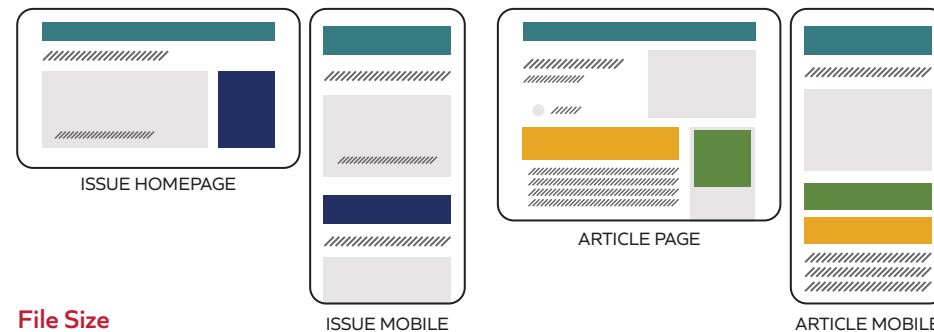 ISSUE HOMEPAGE
ARTICLE PAGE
File Size
ISSUE MOBILE
ARTICLE MOBILE